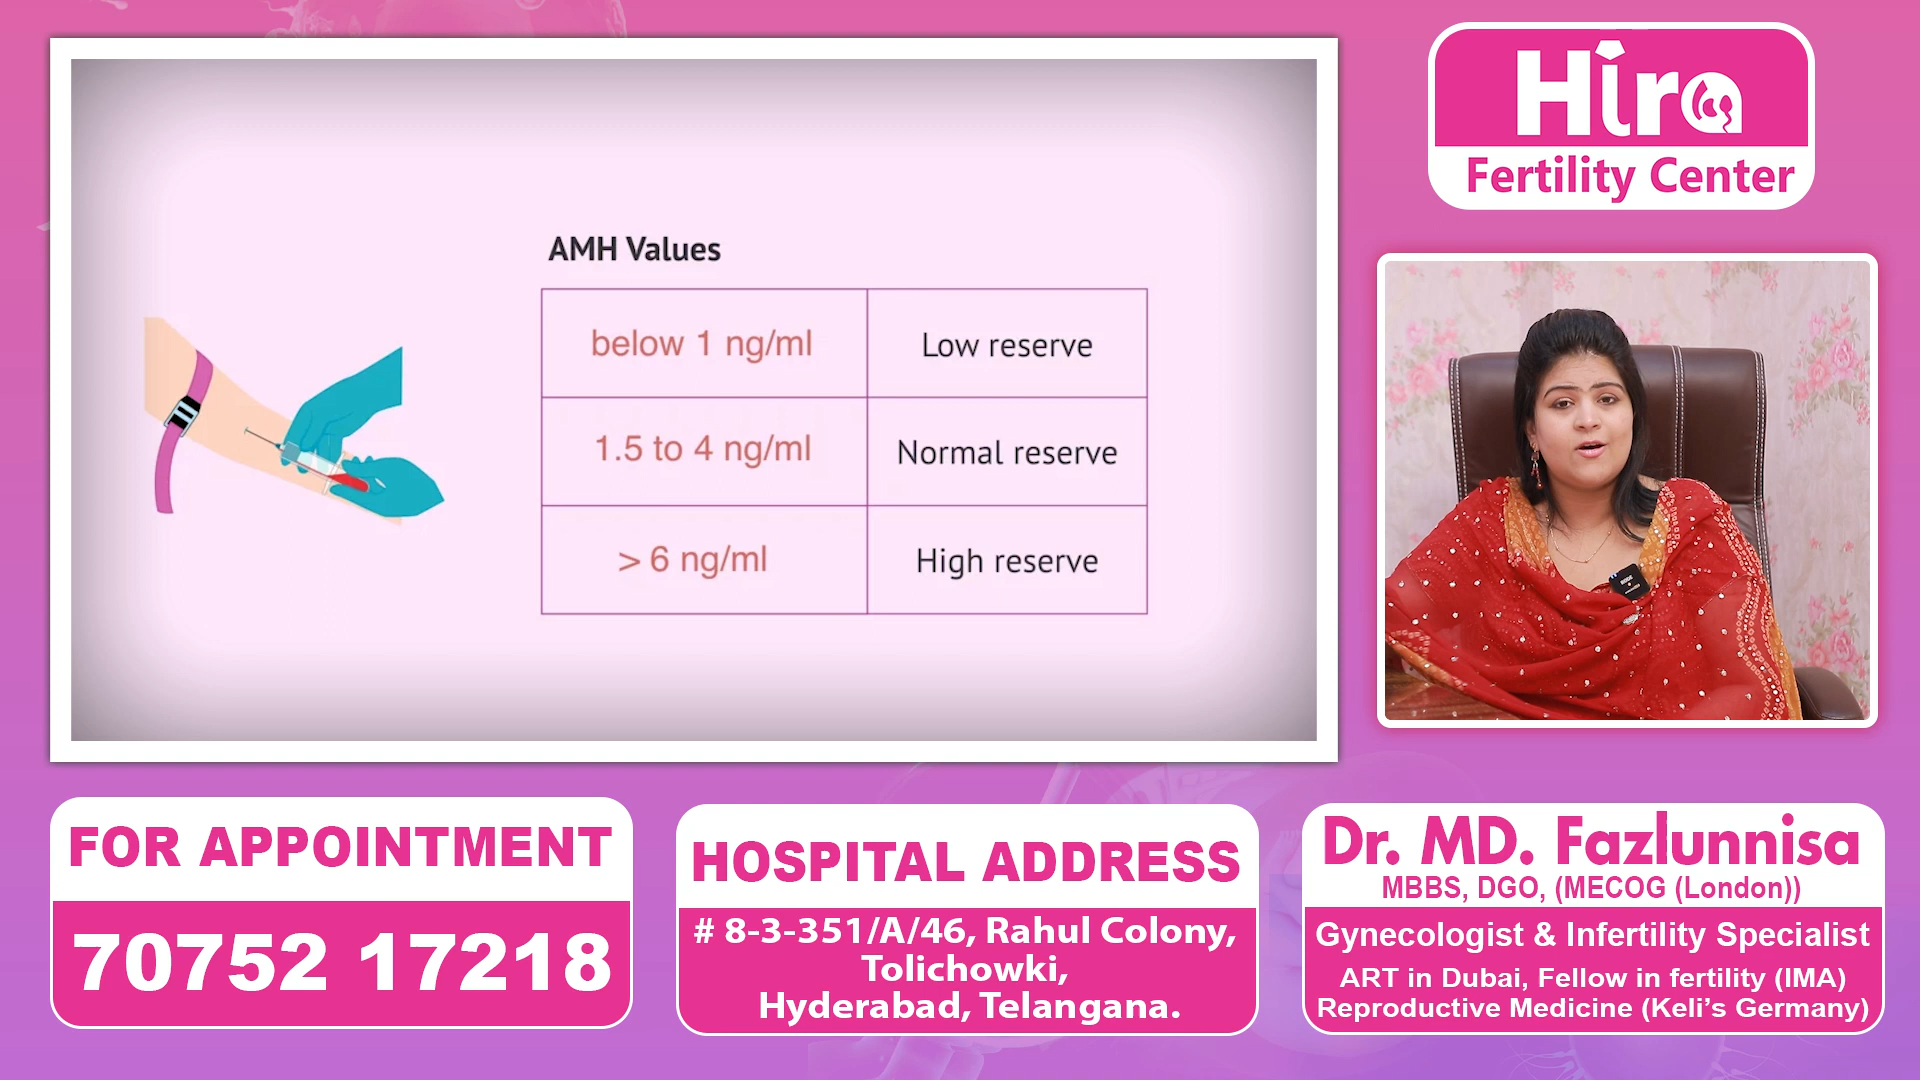 AMH Values
below 1 ng/ml Low reserve
1.5 to 4 ng/ml Normal reserve
> 6 ng/ml High reserve
Hira
Fertility Center
FOR APPOINTMENT
70752 17218
HOSPITAL ADDRESS
# 8-3-351/A/46, Rahul Colony,
Tolichowki,
Hyderabad, Telangana.
Dr. MD. Fazlunnisa
MBBS, DGO, (MECOG (London))
Gynecologist & Infertility Specialist
ART in Dubai, Fellow in fertility (IMA)
Reproductive Medicine (Keli's Germany)